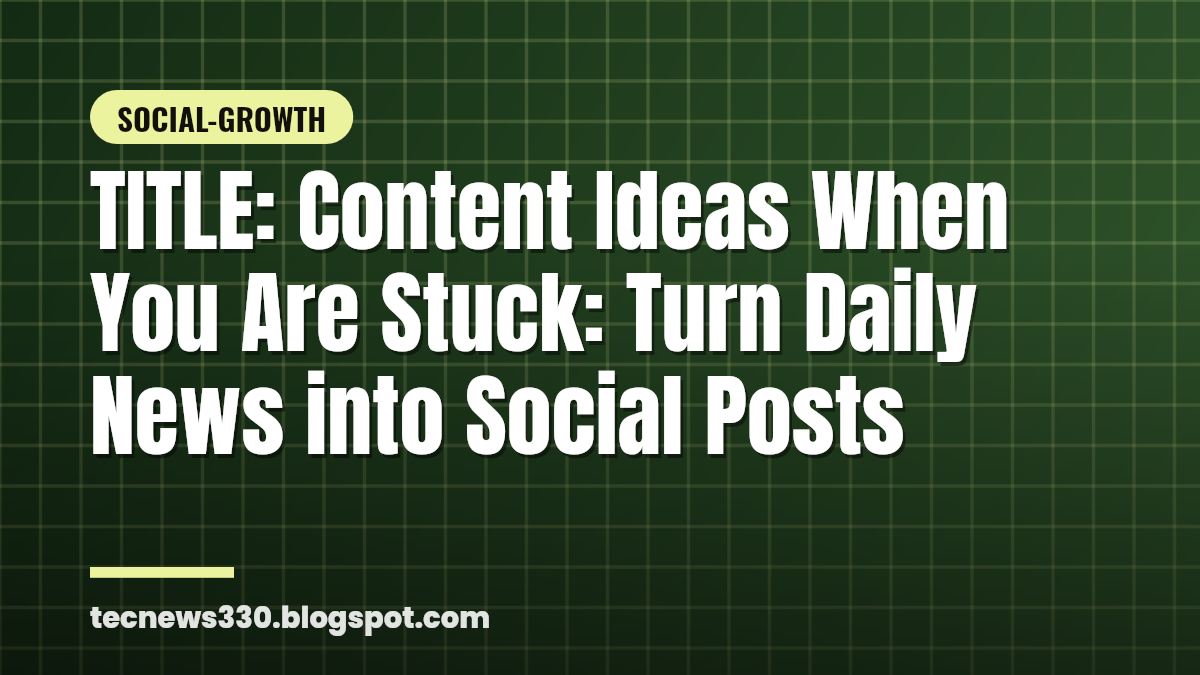 SOCIAL-GROWTH
TITLE: Content Ideas When
You Are Stuck: Turn Daily
News into Social Posts
tecnews330.blogspot.com